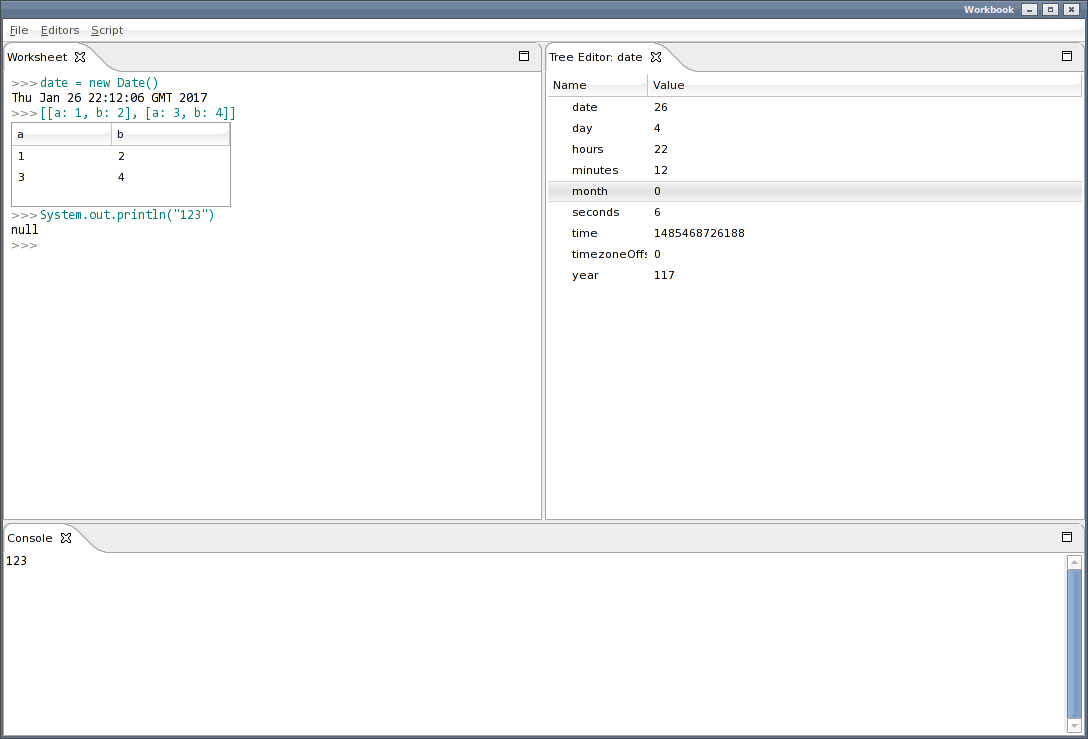 Workbook
File Editors Script
Worksheet
>>> date = new Date()
Thu Jan 26 22:12:06 GMT 2017
>>> [[a: 1, b: 2], [a: 3, b: 4]]
a b
1 2
3 4
>>> System.out.println("123")
null
>>>
Tree Editor: date
Name Value
date 26
day 4
hours 22
minutes 12
month 0
seconds 6
time 1485468726188
timezoneOffs 0
year 117
Console
123